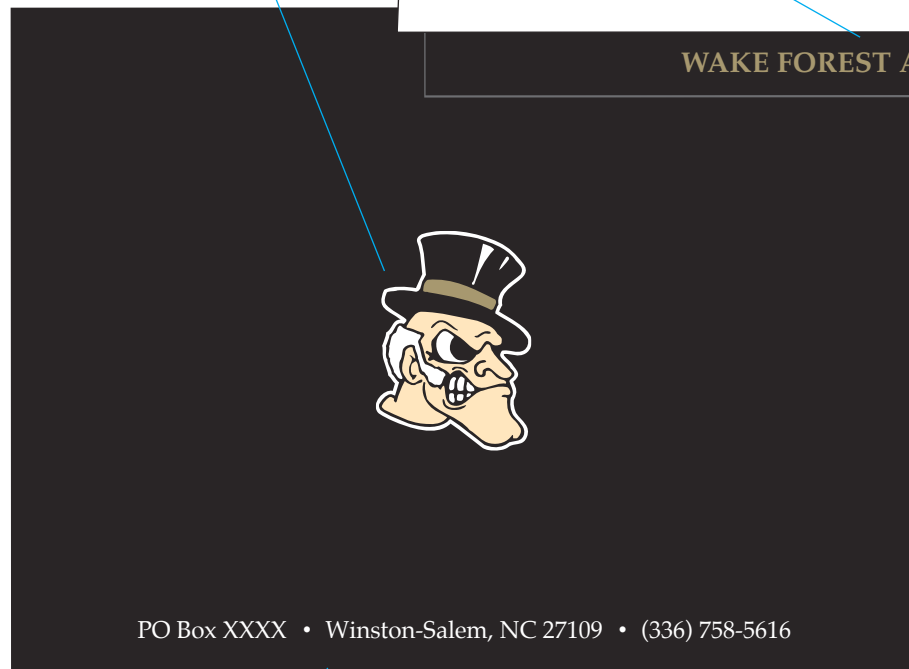 WAKE FOREST A
PO Box XXXX • Winston-Salem, NC 27109 • (336) 758-5616